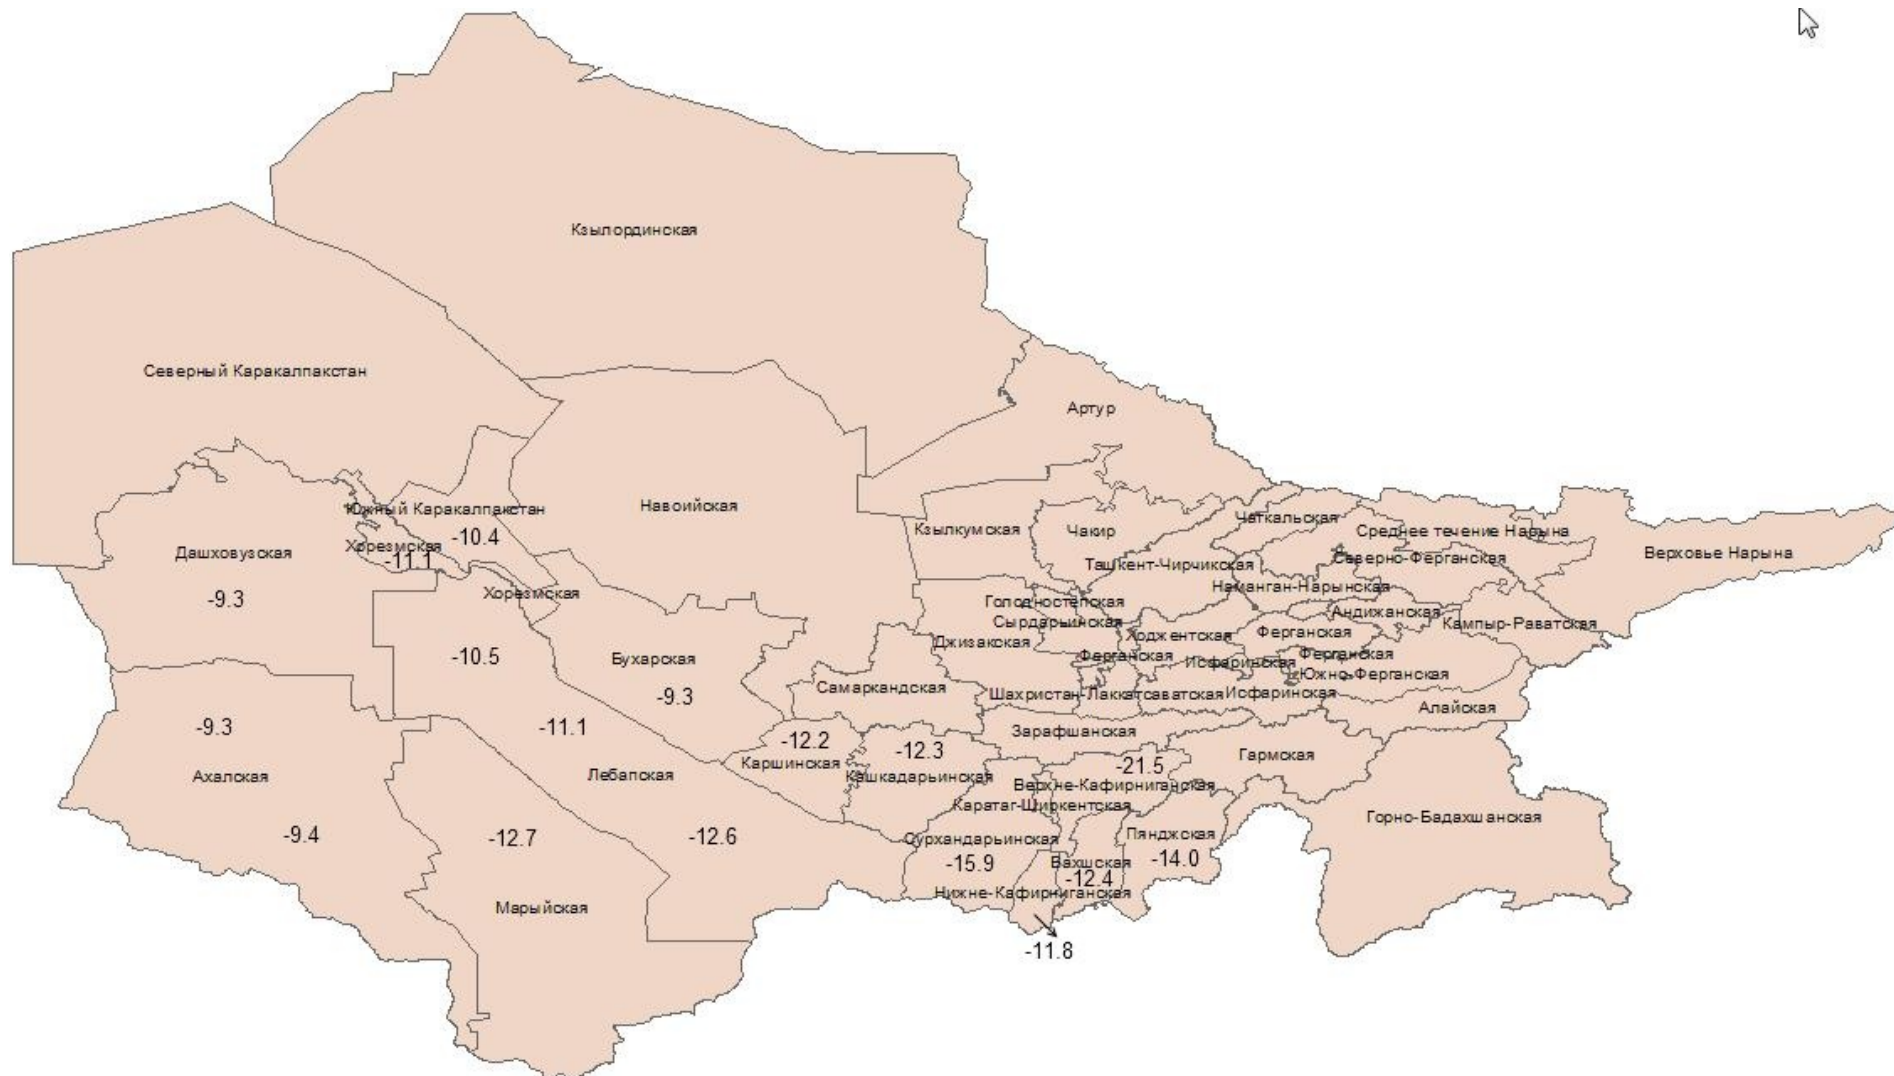 Кзылординская
Северный Каракалпакстан
Артур
Навоийская
Южный Каракалпакстан
-10.4
Хорезмская
-11.1
Дашховузская
-9.3
Хорезмская
-10.5
-11.1
Кзылкумская
Чакир
Чаткальская
Среднее течение Нарына
Верховье Нарына
Ташкент-Чирчикская
Северно-Ферганская
Наманган-Нарынская
Голодностепская
Сырдарьинская
Джизакская
Ходжентская
Андижанская
Кампыр-Раватская
Ферганская
Ферганская
Исфаринская
Ферганская
Южно-Ферганская
Бухарская
-9.3
Самаркандская
Шахристан-Лаккатсаватская
Исфаринская
Алайская
-9.3
Ахалская
-9.4
Лебапская
-12.6
-12.2
Каршинская
-12.3
Кашкадарьинская
Зарафшанская
Гармская
-21.5
Верхне-Кафирниганская
Каратаг-Ширкентская
Горно-Бадахшанская
-12.7
Марыйская
Сурхандарьинская
-15.9
Пянджская
-14.0
Вахшская
-12.4
Нижне-Кафирниганская
-11.8